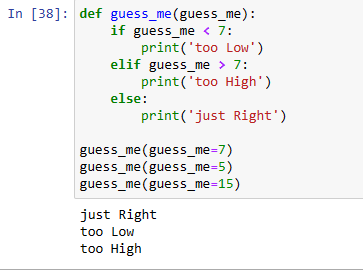 In [38]: def guess_me(guess_me):
    if guess_me < 7:
        print('too Low')
    elif guess_me > 7:
        print('too High')
    else:
        print('just Right')

guess_me(guess_me=7)
guess_me(guess_me=5)
guess_me(guess_me=15)

just Right
too Low
too High